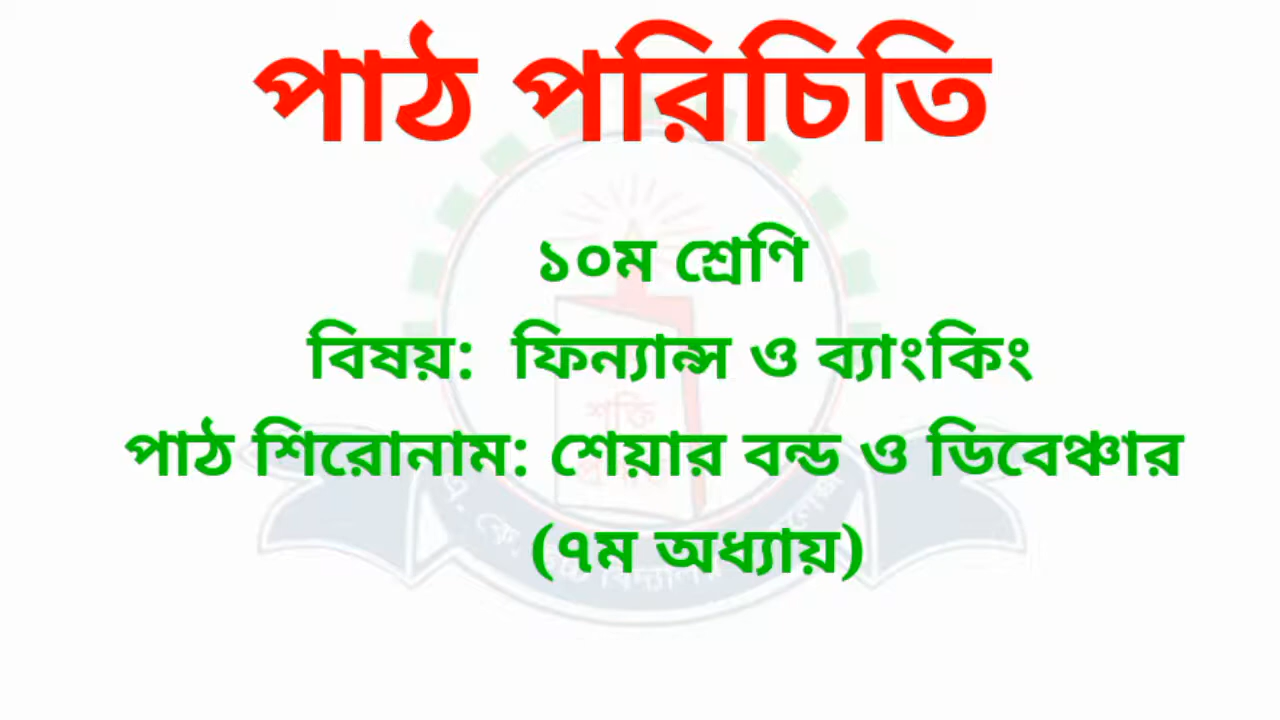 পাঠ পরিচিতি
১০ম শ্রেণি
বিষয়: ফিন্যান্স ও ব্যাংকিং
পাঠ শিরোনাম: শেয়ার বন্ড ও ডিবেঞ্চার
(৭ম অধ্যায়)